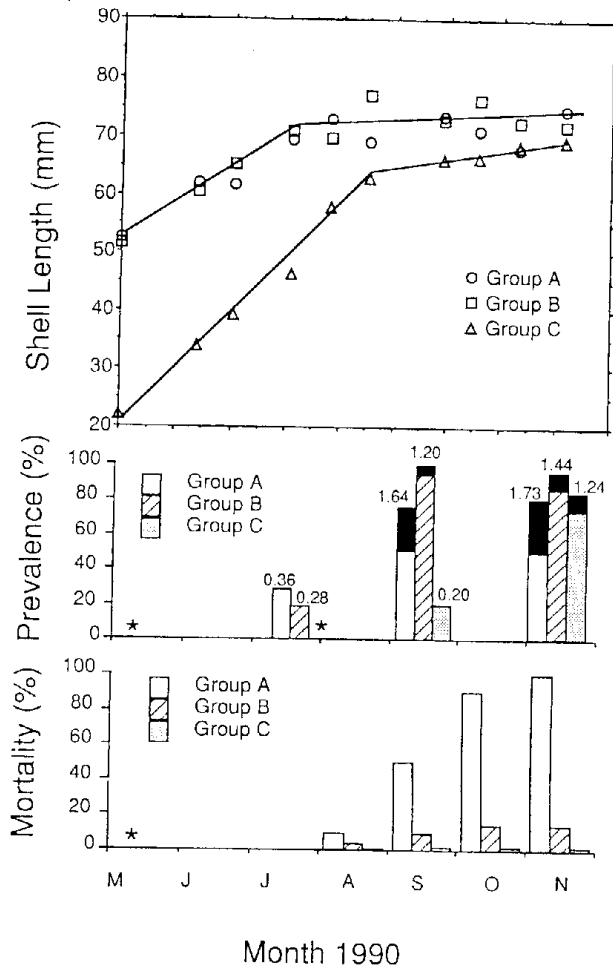 90
80
70
60
50
40
30
20
Shell Length (mm)
Group A
Group B
Group C
100
80
60
40
20
0
Prevalence (%)
Group A
Group B
Group C
0.36
0.28
*
*
1.64
1.20
0.20
1.73
1.44
1.24
100
80
60
40
20
0
Mortality (%)
Group A
Group B
Group C
*
M J J A S O N
Month 1990